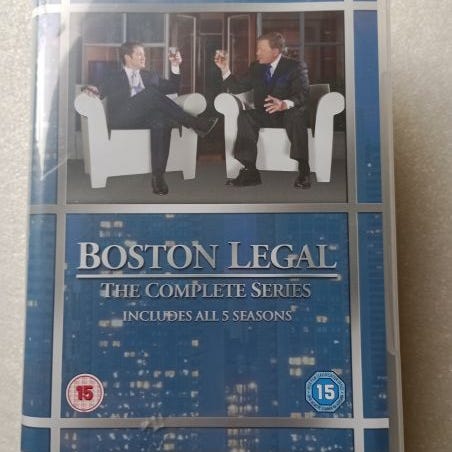 BOSTON LEGAL
THE COMPLETE SERIES
INCLUDES ALL 5 SEASONS
15
15